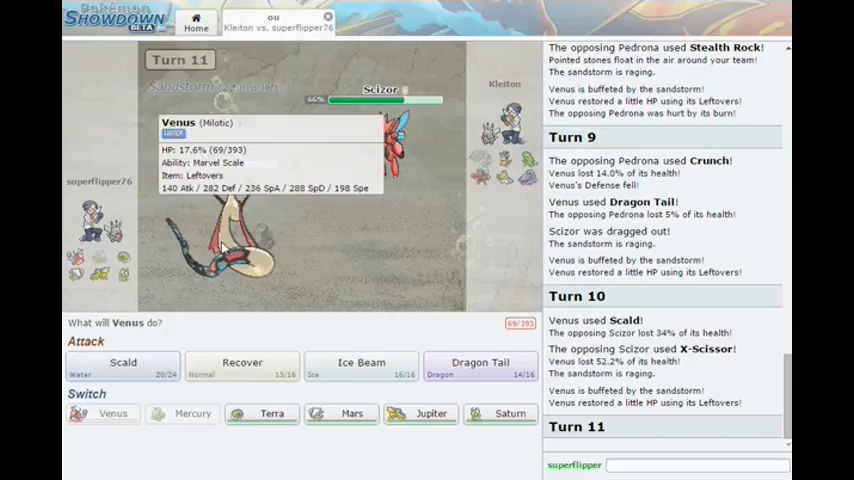 Pokémon
SHOWDOWN
BETA
Home
ou
Kleiton vs. superflipper76
Turn 11
Scizor
66%
Kleiton
superflipper76
Venus (Milotic)
WATER
HP: 17.6% (69/393)
Ability: Marvel Scale
Item: Leftovers
140 Atk / 282 Def / 236 SpA / 288 SpD / 198 Spe
What will Venus do?
69/393
Attack
Scald
Water 20/24
Recover
Normal 15/16
Ice Beam
Ice 16/16
Dragon Tail
Dragon 14/16
Switch
Venus
Mercury
Terra
Mars
Jupiter
Saturn
The opposing Pedrona used Stealth Rock!
Pointed stones float in the air around your team!
The sandstorm is raging.
Venus is buffeted by the sandstorm!
Venus restored a little HP using its Leftovers!
The opposing Pedrona was hurt by its burn!
Turn 9
The opposing Pedrona used Crunch!
Venus lost 14.0% of its health!
Venus's Defense fell!
Venus used Dragon Tail!
The opposing Pedrona lost 5% of its health!
Scizor was dragged out!
The sandstorm is raging.
Venus is buffeted by the sandstorm!
Venus restored a little HP using its Leftovers!
Turn 10
Venus used Scald!
The opposing Scizor lost 34% of its health!
The opposing Scizor used X-Scissor!
Venus lost 52.2% of its health!
The sandstorm is raging.
Venus is buffeted by the sandstorm!
Venus restored a little HP using its Leftovers!
Turn 11
superflipper